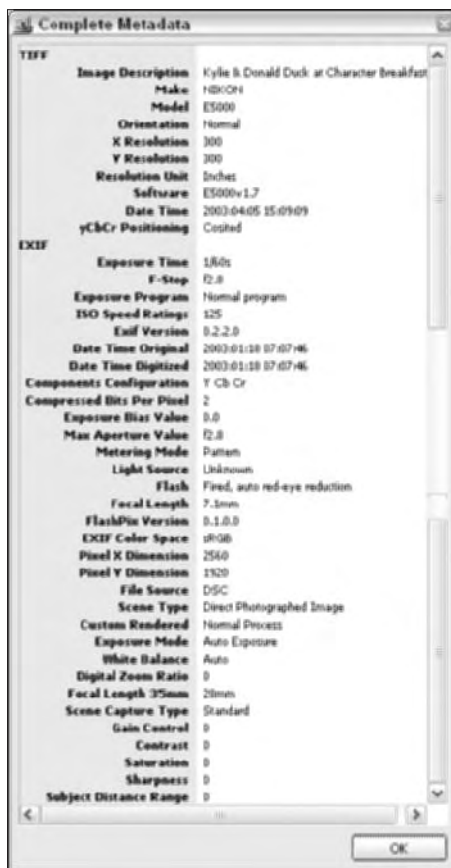 Complete Metadata
TIFF
Image Description Kylie & Donald Duck at Character Breakfast
Make NIKON
Model E5000
Orientation Normal
X Resolution 300
Y Resolution 300
Resolution Unit Inches
Software E5000v1.7
Date Time 2003:04:05 15:09:09
yCbCr Positioning Cosited
EXIF
Exposure Time 1/60s
F-Stop f2.8
Exposure Program Normal program
ISO Speed Ratings 125
Exif Version 0.2.2.0
Date Time Original 2003:01:18 07:07:46
Date Time Digitized 2003:01:18 07:07:46
Components Configuration Y Cb Cr
Compressed Bits Per Pixel 2
Exposure Bias Value 0.0
Max Aperture Value f2.8
Metering Mode Pattern
Light Source Unknown
Flash Fired, auto red-eye reduction
Focal Length 7.1mm
FlashPix Version 0.1.0.0
EXIF Color Space sRGB
Pixel X Dimension 2560
Pixel Y Dimension 1920
File Source DSC
Scene Type Direct Photographed Image
Custom Rendered Normal Process
Exposure Mode Auto Exposure
White Balance Auto
Digital Zoom Ratio 0
Focal Length 35mm 28mm
Scene Capture Type Standard
Gain Control 0
Contrast 0
Saturation 0
Sharpness 0
Subject Distance Range 0
OK